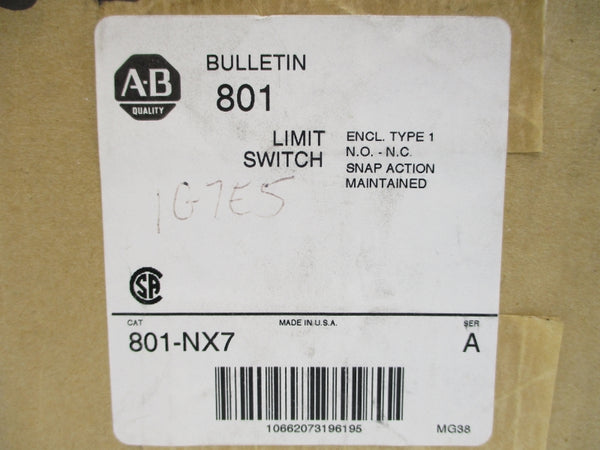 A-B
QUALITY
BULLETIN
801
LIMIT
SWITCH
ENCL. TYPE 1
N.O. - N.C.
SNAP ACTION
MAINTAINED
1G7E5
SA
CAT
MADE IN U.S.A.
SER
801-NX7
A
10662073196195
MG38